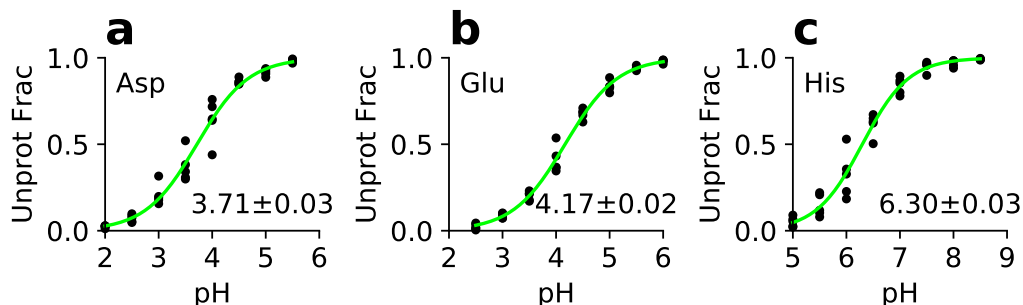 a
Unprot Frac
1.0
0.5
0.0
Asp
3.71±0.03
2 3 4 5 6
pH
b
Unprot Frac
1.0
0.5
0.0
Glu
4.17±0.02
2 3 4 5 6
pH
c
Unprot Frac
1.0
0.5
0.0
His
6.30±0.03
5 6 7 8 9
pH